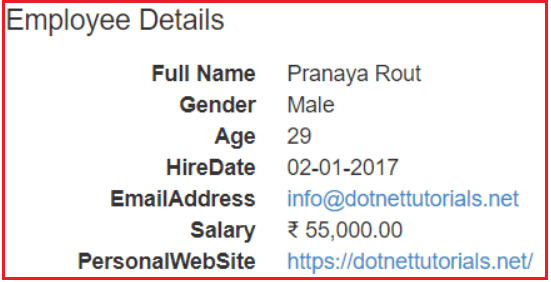 Employee Details
Full Name Pranaya Rout
Gender Male
Age 29
HireDate 02-01-2017
EmailAddress info@dotnettutorials.net
Salary ₹ 55,000.00
PersonalWebSite https://dotnettutorials.net/